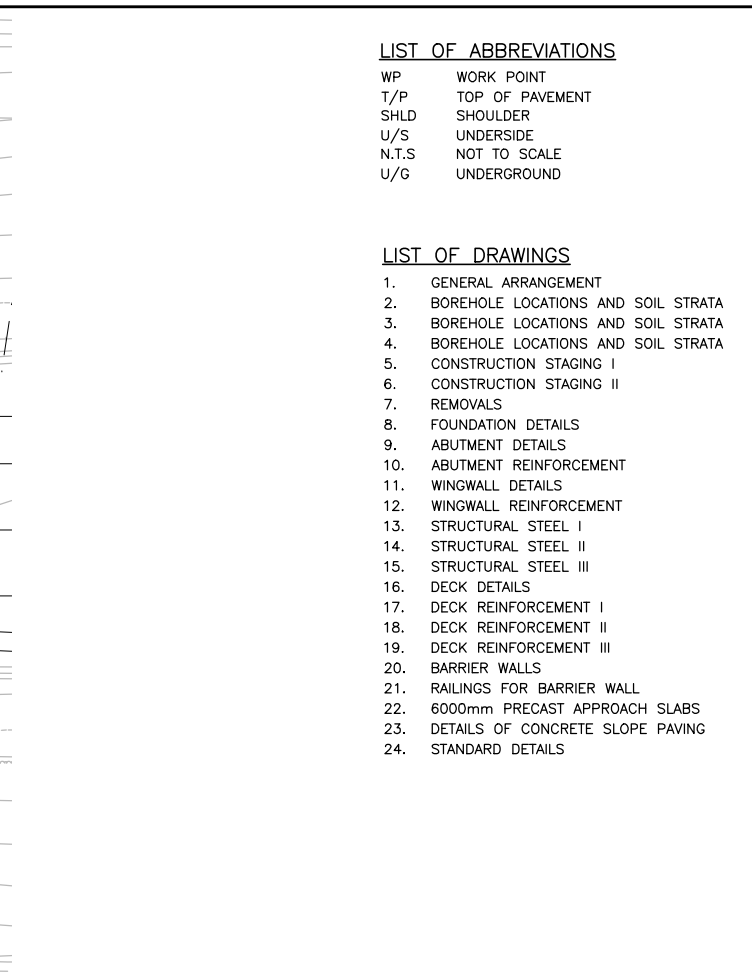 LIST OF ABBREVIATIONS
WP WORK POINT
T/P TOP OF PAVEMENT
SHLD SHOULDER
U/S UNDERSIDE
N.T.S NOT TO SCALE
U/G UNDERGROUND
LIST OF DRAWINGS
1. GENERAL ARRANGEMENT
2. BOREHOLE LOCATIONS AND SOIL STRATA
3. BOREHOLE LOCATIONS AND SOIL STRATA
4. BOREHOLE LOCATIONS AND SOIL STRATA
5. CONSTRUCTION STAGING I
6. CONSTRUCTION STAGING II
7. REMOVALS
8. FOUNDATION DETAILS
9. ABUTMENT DETAILS
10. ABUTMENT REINFORCEMENT
11. WINGWALL DETAILS
12. WINGWALL REINFORCEMENT
13. STRUCTURAL STEEL I
14. STRUCTURAL STEEL II
15. STRUCTURAL STEEL III
16. DECK DETAILS
17. DECK REINFORCEMENT I
18. DECK REINFORCEMENT II
19. DECK REINFORCEMENT III
20. BARRIER WALLS
21. RAILINGS FOR BARRIER WALL
22. 6000mm PRECAST APPROACH SLABS
23. DETAILS OF CONCRETE SLOPE PAVING
24. STANDARD DETAILS